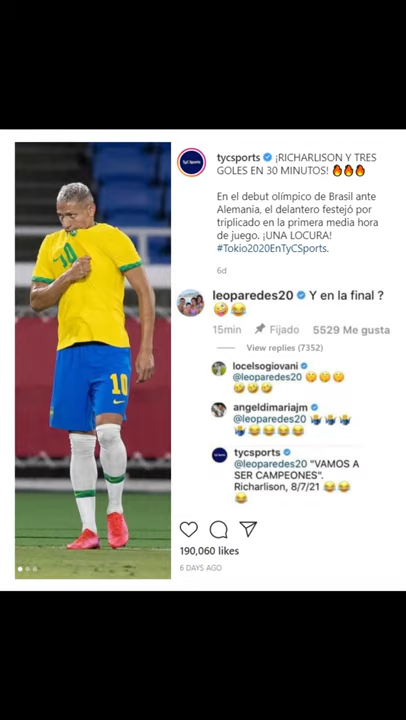 tycsports ¡RICHARLISON Y TRES
GOLES EN 30 MINUTOS! 🔥🔥🔥
En el debut olímpico de Brasil ante
Alemania, el delantero festejó por
triplicado en la primera media hora
de juego. ¡UNA LOCURA!
#Tokio2020EnTyCSports.
6d
leoparedes20 Y en la final ?
🤪😂
15min Fijado 5529 Me gusta
View replies (7352)
locelsogiovani
@leoparedes20 🤭🤭🤭
🤣🤣🤣
angeldimariajm
@leoparedes20 🤷‍♂️🤷‍♂️🤷‍♂️
🤷‍♂️😂😂😂😂
tycsports
@leoparedes20 "VAMOS A
SER CAMPEONES".
Richarlison, 8/7/21 😂😂
😂
190,060 likes
6 DAYS AGO
10
10
TyC Sports